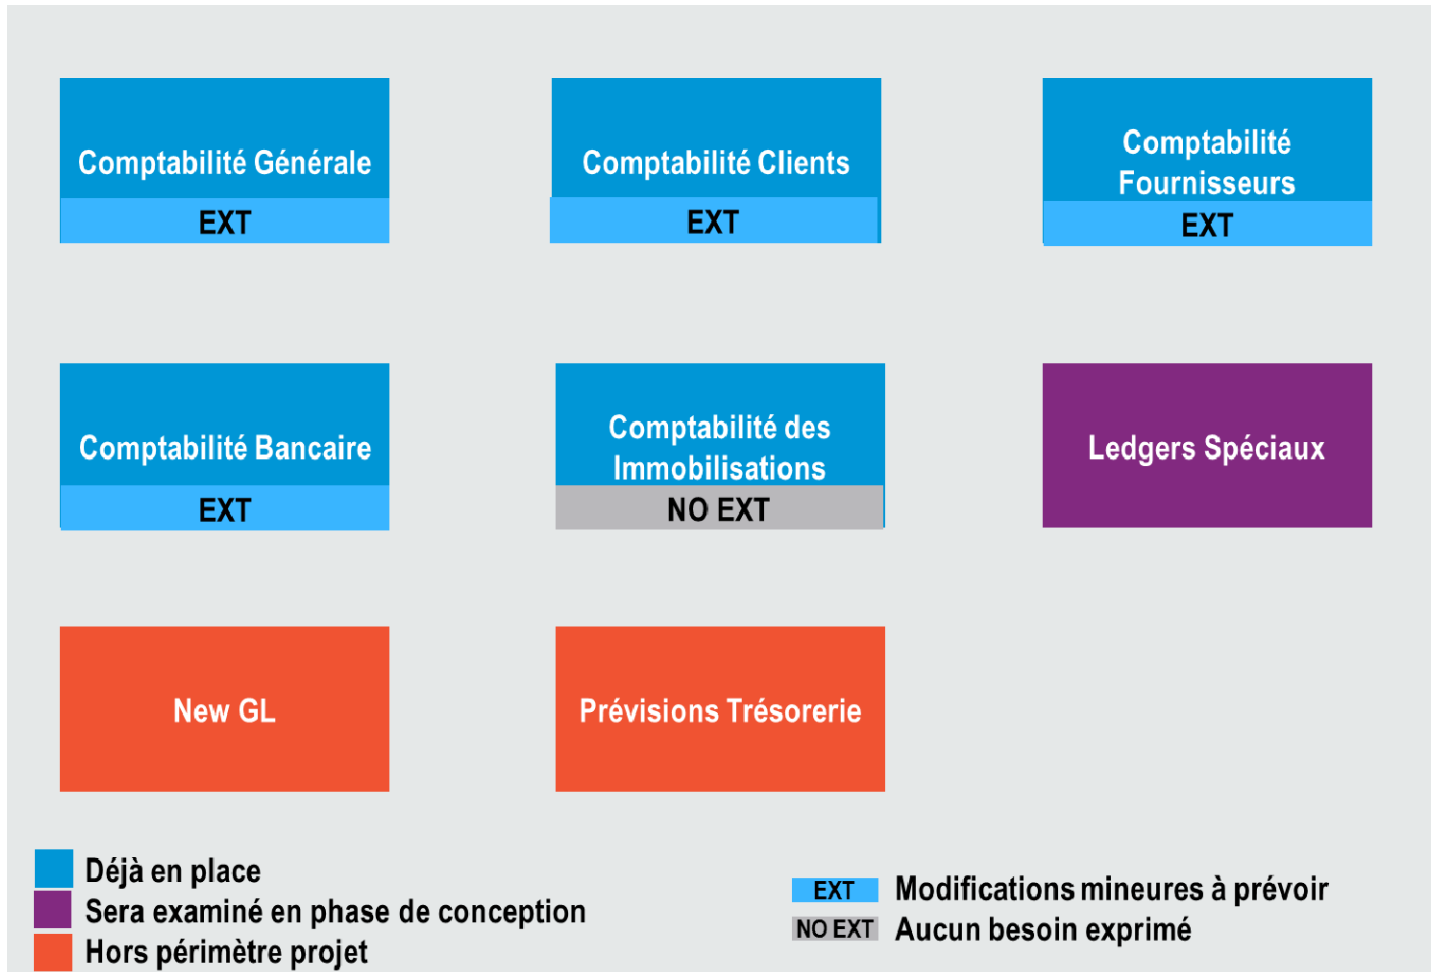 Comptabilité Générale
EXT
Comptabilité Clients
EXT
Comptabilité
Fournisseurs
EXT
Comptabilité Bancaire
EXT
Comptabilité des
Immobilisations
NO EXT
Ledgers Spéciaux
New GL
Prévisions Trésorerie
Déjà en place
Sera examiné en phase de conception
Hors périmètre projet
EXT Modifications mineures à prévoir
NO EXT Aucun besoin exprimé